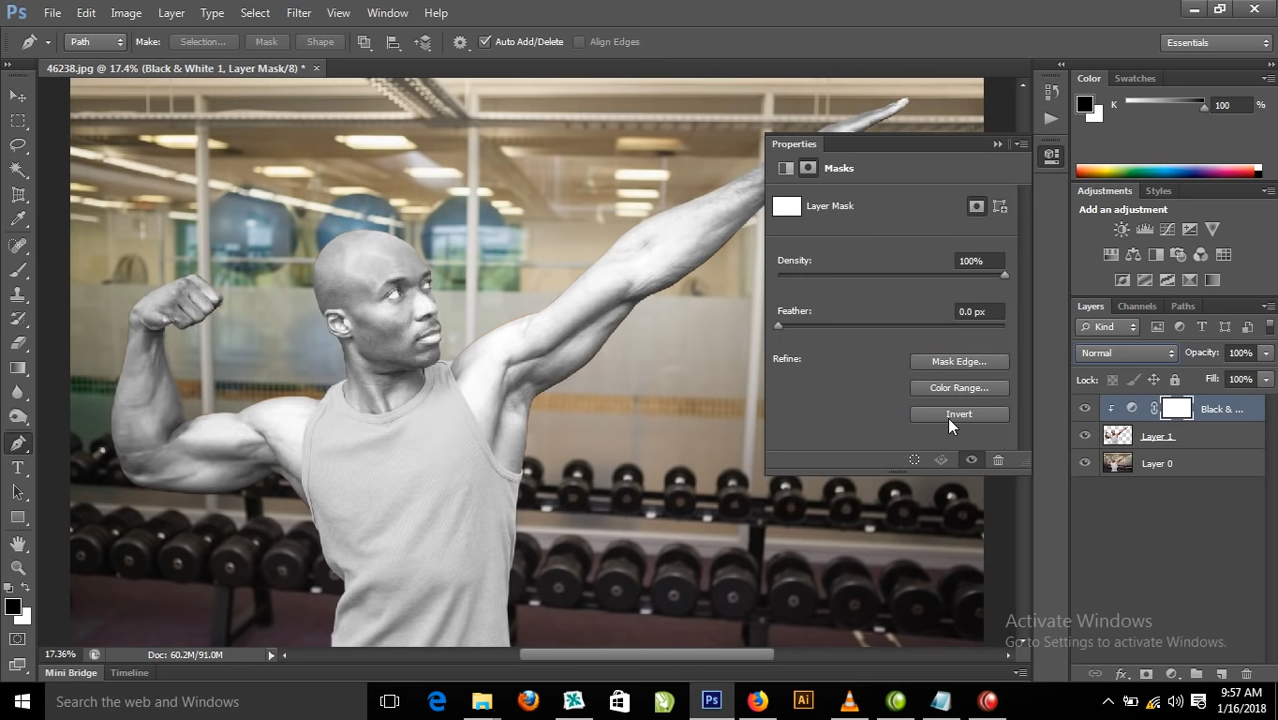 Ps File Edit Image Layer Type Select Filter View Window Help
Path Make: Selection... Mask Shape Auto Add/Delete Align Edges Essentials
46238.jpg @ 17.4% (Black & White 1, Layer Mask/8) *
Color Swatches
K 100 %
Properties
Masks
Layer Mask
Density: 100%
Feather: 0.0 px
Refine: Mask Edge...
Color Range...
Invert
Adjustments Styles
Add an adjustment
Layers Channels Paths
Kind
Normal Opacity: 100%
Lock: Fill: 100%
Black & ...
Layer 1
Layer 0
T
Activate Windows
Go to Settings to activate Windows.
17.36% Doc: 60.2M/91.0M
Mini Bridge Timeline
Search the web and Windows
e Ps Ai
9:57 AM
1/16/2018